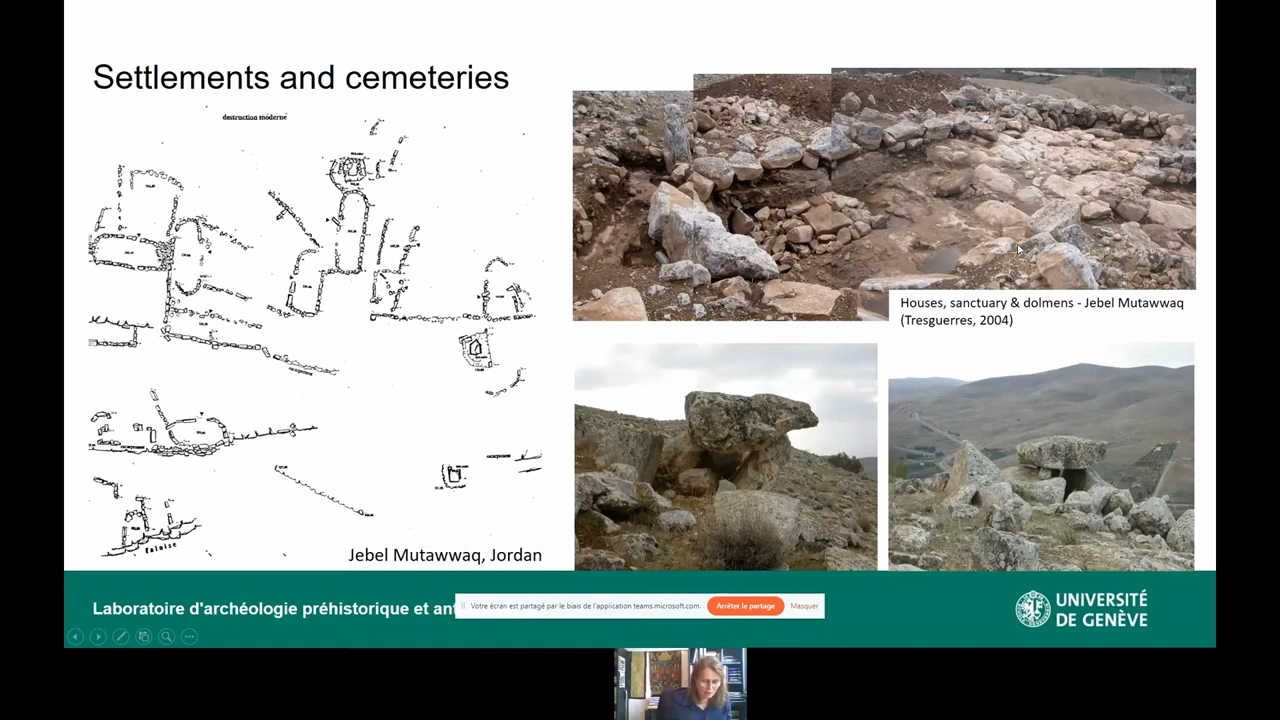 Settlements and cemeteries
destruction moderne
Houses, sanctuary & dolmens - Jebel Mutawwaq
(Tresguerres, 2004)
Falaise
Jebel Mutawwaq, Jordan
Laboratoire d'archéologie préhistorique et
Votre écran est partagé par le biais de l'application teams.microsoft.com.
Arrêter le partage
Masquer
UNIVERSITÉ
DE GENÈVE